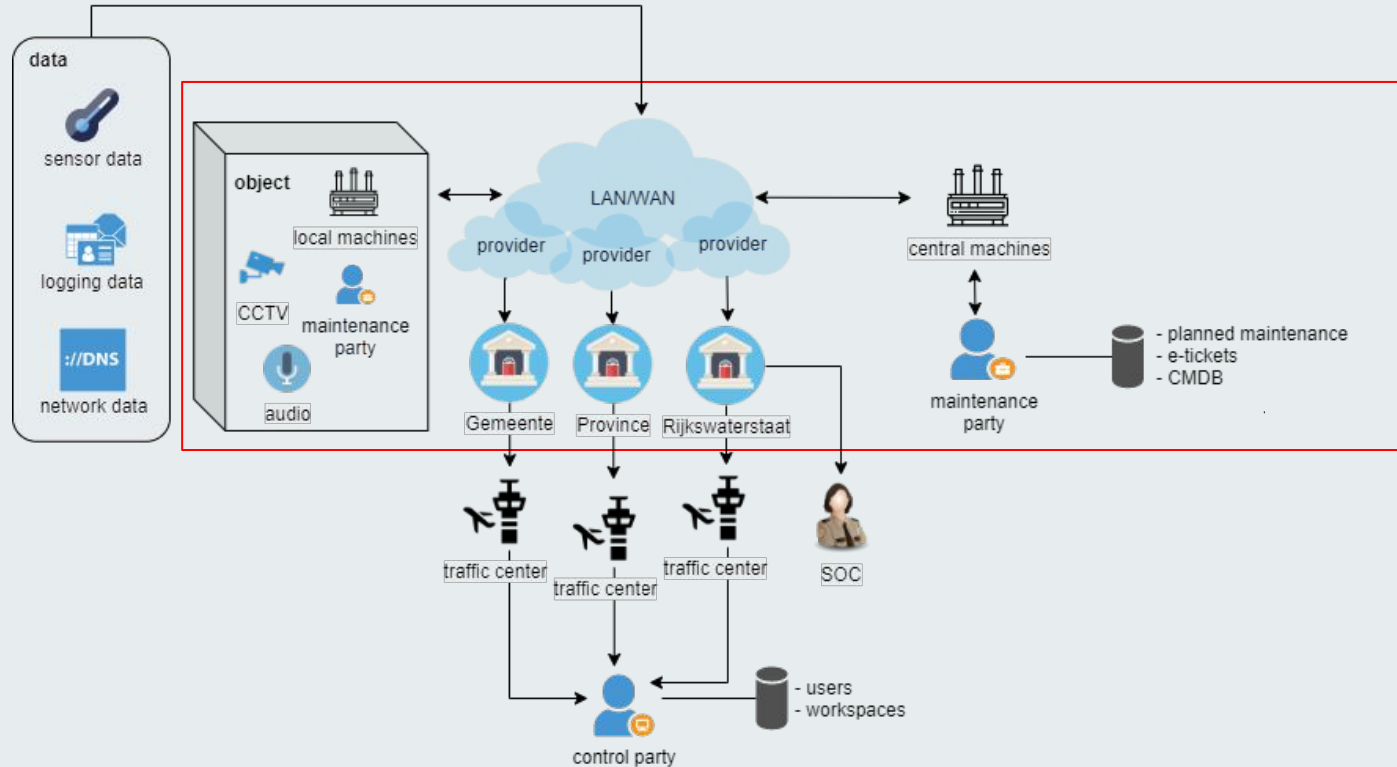 data
sensor data
logging data
://DNS
network data
object
local machines
CCTV
maintenance
party
audio
LAN/WAN
provider
provider
provider
Gemeente
Province
Rijkswaterstaat
central machines
maintenance
party
- planned maintenance
- e-tickets
- CMDB
traffic center
traffic center
traffic center
SOC
control party
- users
- workspaces